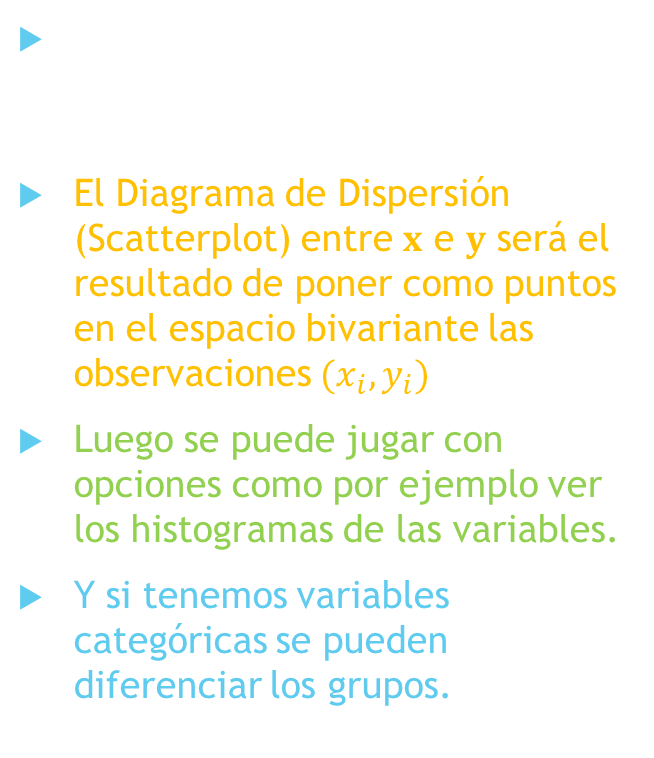 El Diagrama de Dispersión
(Scatterplot) entre x e y será el
resultado de poner como puntos
en el espacio bivariante las
observaciones (xᵢ, yᵢ)
Luego se puede jugar con
opciones como por ejemplo ver
los histogramas de las variables.
Y si tenemos variables
categóricas se pueden
diferenciar los grupos.